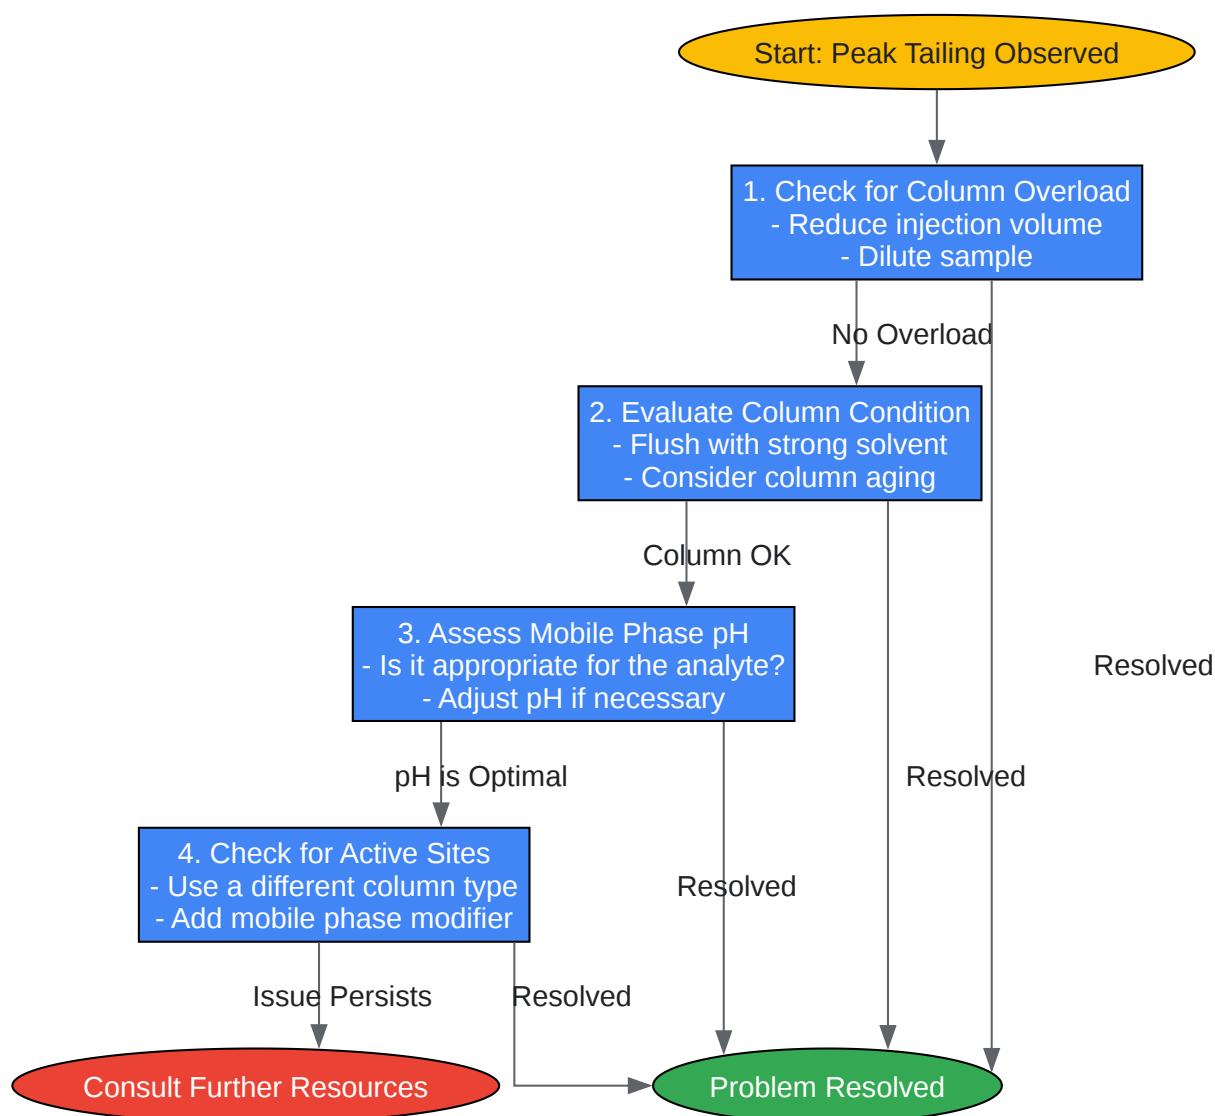 Start: Peak Tailing Observed
1. Check for Column Overload
- Reduce injection volume
- Dilute sample
No Overload
2. Evaluate Column Condition
- Flush with strong solvent
- Consider column aging
Column OK
3. Assess Mobile Phase pH
- Is it appropriate for the analyte?
- Adjust pH if necessary
Resolved
pH is Optimal
Resolved
4. Check for Active Sites
- Use a different column type
- Add mobile phase modifier
Resolved
Issue Persists
Resolved
Consult Further Resources
Problem Resolved